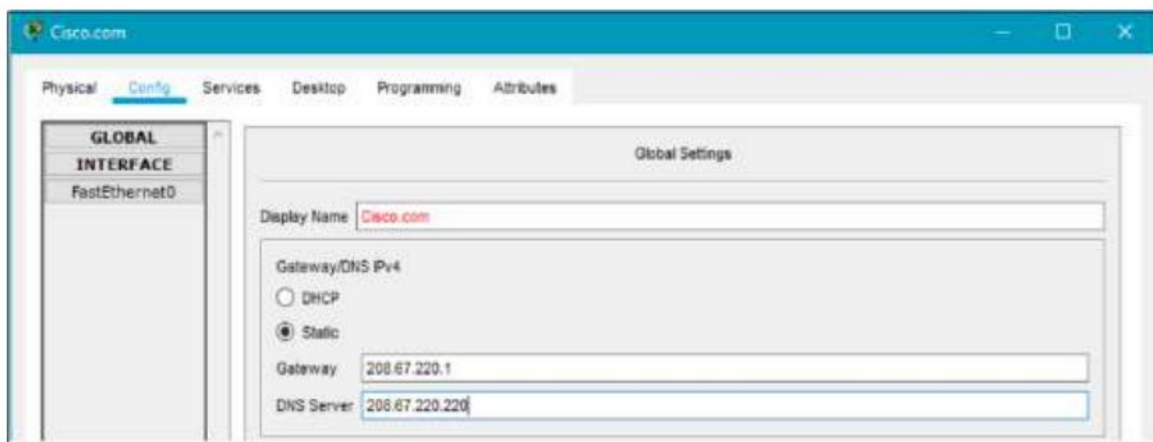 Cisco.com
Physical Config Services Desktop Programming Attributes
GLOBAL
INTERFACE
FastEthernet0
Global Settings
Display Name Cisco.com
Gateway/DNS IPv4
DHCP
Static
Gateway 208.67.220.1
DNS Server 208.67.220.220